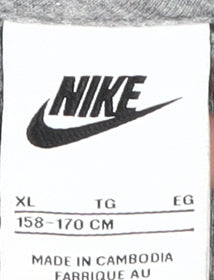 NIKE
XL TG EG
158-170 CM
MADE IN CAMBODIA
FABRIQUE AU